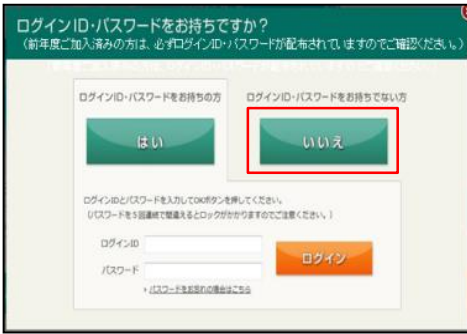 ログインID・パスワードをお持ちですか？
（前年度ご加入済みの方は、必ずログインID・パスワードが配布されていますのでご確認ください。）
ログインID・パスワードをお持ちの方
ログインID・パスワードをお持ちでない方
はい
いいえ
ログインIDとパスワードを入力してOKボタンを押してください。
（パスワードを5回連続で間違えるとロックがかかりますのでご注意ください。）
ログインID
パスワード
ログイン
パスワードをお忘れの場合はこちら